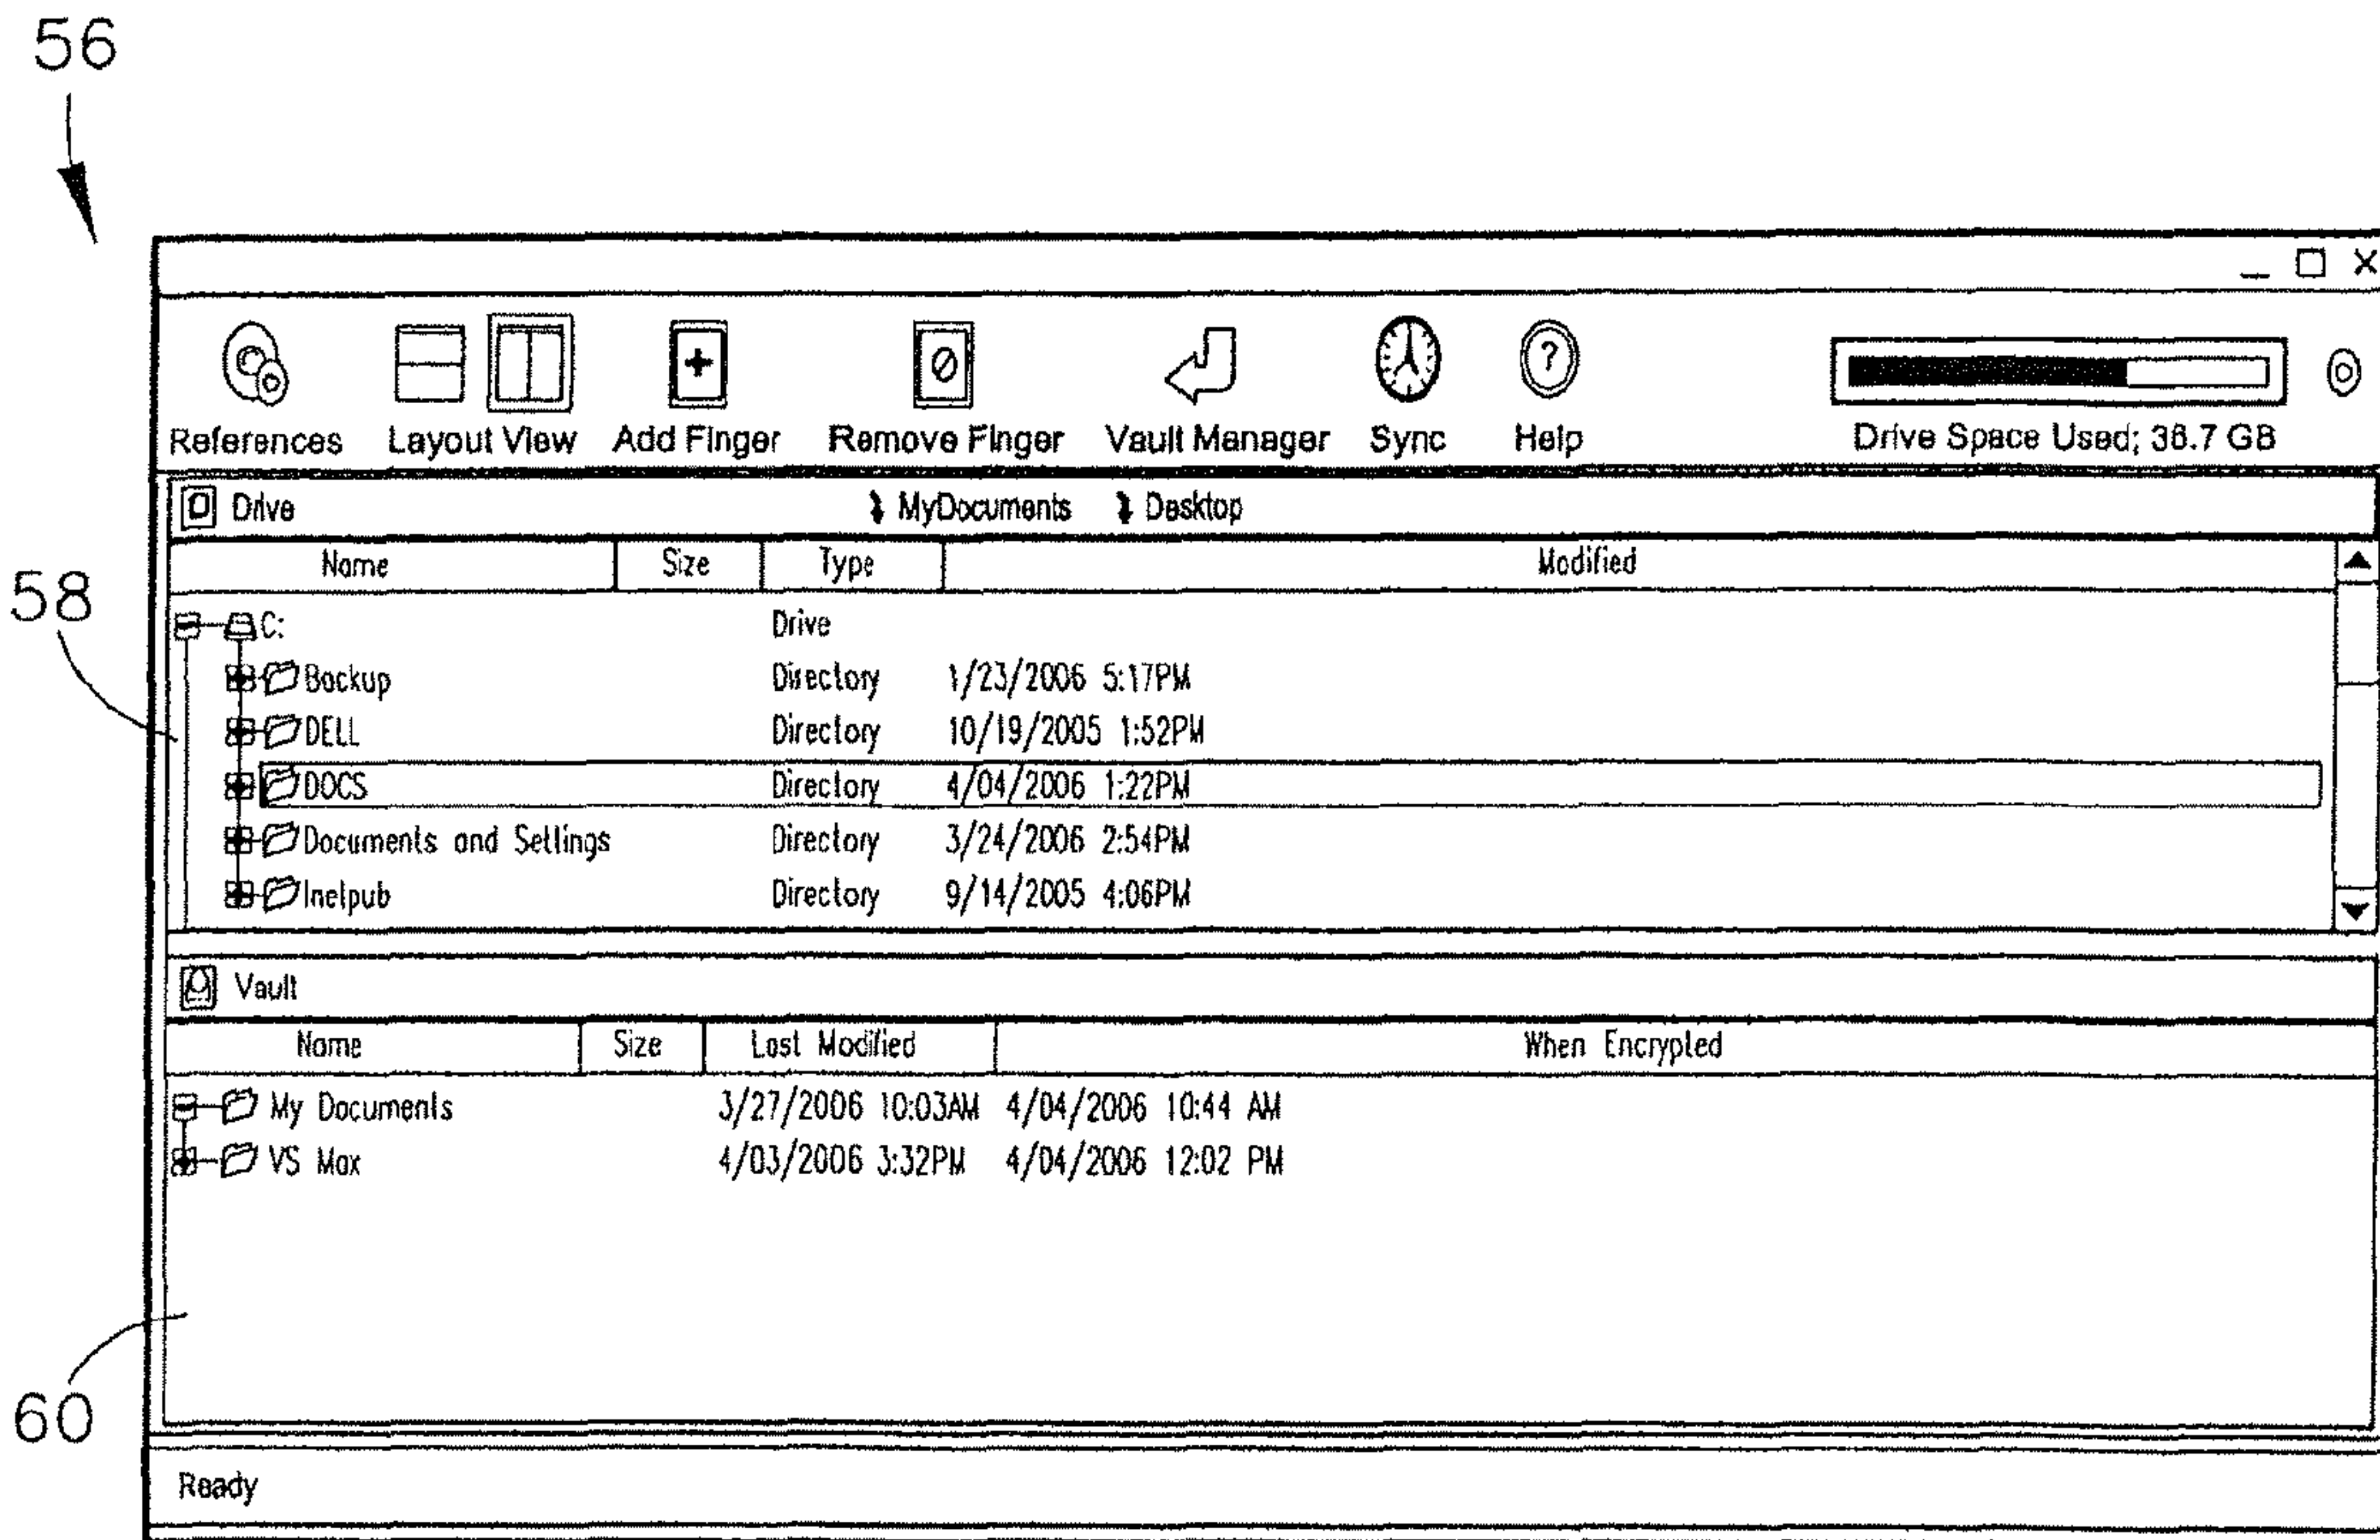 56
_ □ X
References Layout View Add Finger Remove Finger Vault Manager Sync Help Drive Space Used; 36.7 GB
Drive MyDocuments Desktop
Name Size Type Modified
58
C: Drive
Backup Directory 1/23/2006 5:17PM
DELL Directory 10/19/2005 1:52PM
DOCS Directory 4/04/2006 1:22PM
Documents and Settings Directory 3/24/2006 2:54PM
Inelpub Directory 9/14/2005 4:06PM
Vault
Name Size Last Modified When Encrypted
My Documents 3/27/2006 10:03AM 4/04/2006 10:44 AM
VS Max 4/03/2006 3:32PM 4/04/2006 12:02 PM
60
Ready